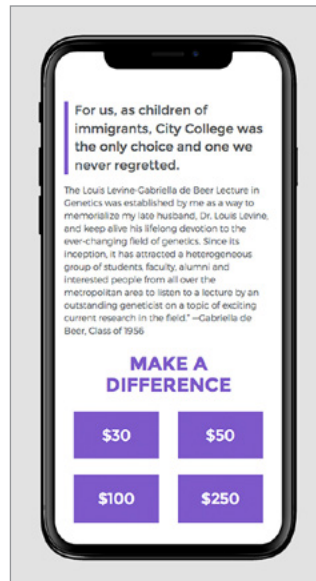 For us, as children of
immigrants, City College was
the only choice and one we
never regretted.
The Louis Levine-Gabriella de Beer Lecture in
Genetics was established by me as a way to
memorialize my late husband, Dr. Louis Levine,
and keep alive his lifelong devotion to the
ever-changing field of genetics. Since its
inception, it has attracted a heterogeneous
group of students, faculty, alumni and
interested people from all over the
metropolitan area to listen to a lecture by an
outstanding geneticist on a topic of exciting
current research in the field." —Gabriella de
Beer, Class of 1956
MAKE A
DIFFERENCE
$30 $50
$100 $250